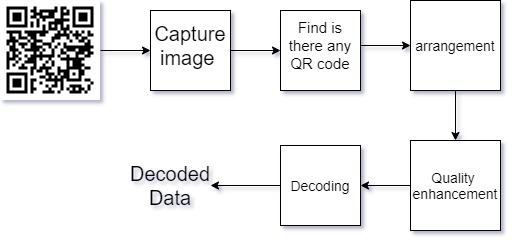 Capture
image
Find is
there any
QR code
arrangement
Quality
enhancement
Decoding
Decoded
Data